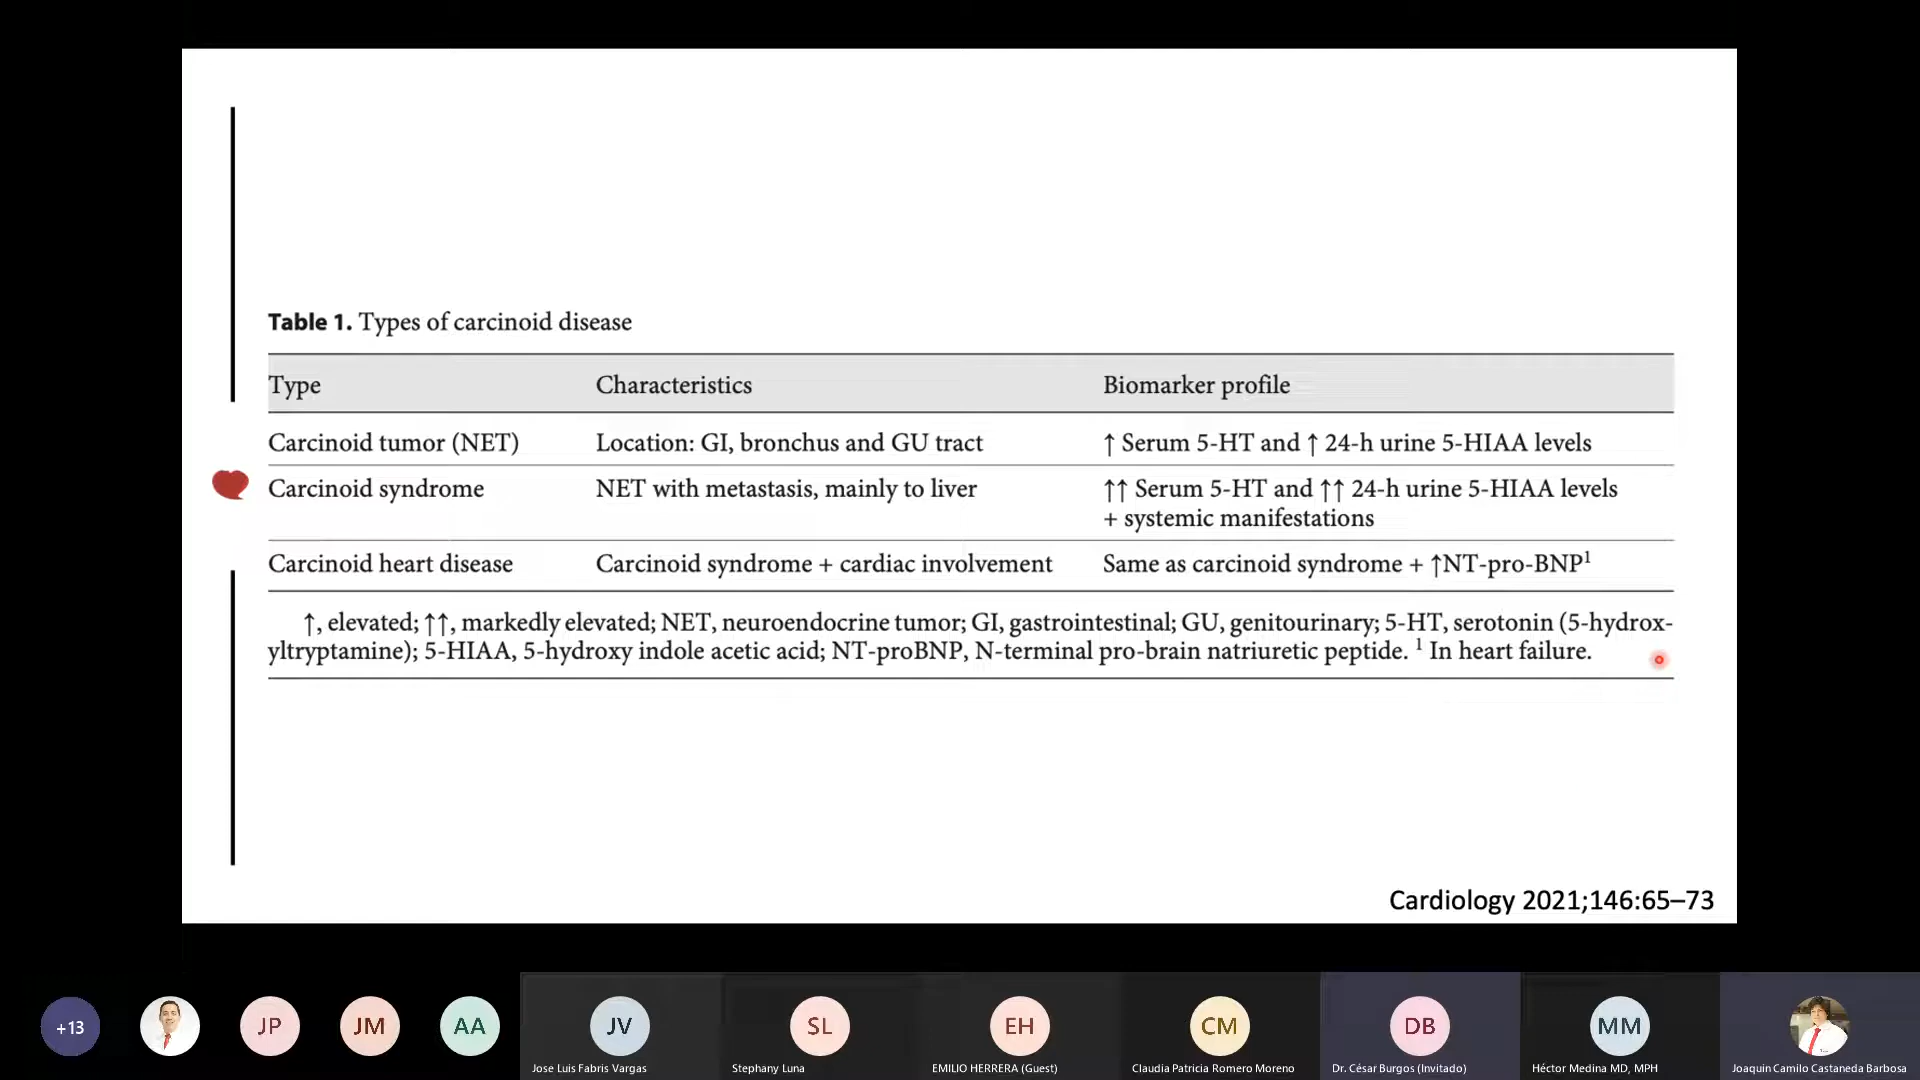 Table 1. Types of carcinoid disease
Type Characteristics Biomarker profile
Carcinoid tumor (NET) Location: GI, bronchus and GU tract ↑ Serum 5-HT and ↑ 24-h urine 5-HIAA levels
Carcinoid syndrome NET with metastasis, mainly to liver ↑↑ Serum 5-HT and ↑↑ 24-h urine 5-HIAA levels
+ systemic manifestations
Carcinoid heart disease Carcinoid syndrome + cardiac involvement Same as carcinoid syndrome + ↑NT-pro-BNP¹
↑, elevated; ↑↑, markedly elevated; NET, neuroendocrine tumor; GI, gastrointestinal; GU, genitourinary; 5-HT, serotonin (5-hydrox-
yltryptamine); 5-HIAA, 5-hydroxy indole acetic acid; NT-proBNP, N-terminal pro-brain natriuretic peptide. ¹ In heart failure.
Cardiology 2021;146:65–73
+13 JP JM AA JV SL EH CM DB MM
Jose Luis Fabris Vargas Stephany Luna EMILIO HERRERA (Guest) Claudia Patricia Romero Moreno Dr. César Burgos (Invitado) Héctor Medina MD, MPH Joaquin Camilo Castaneda Barbosa